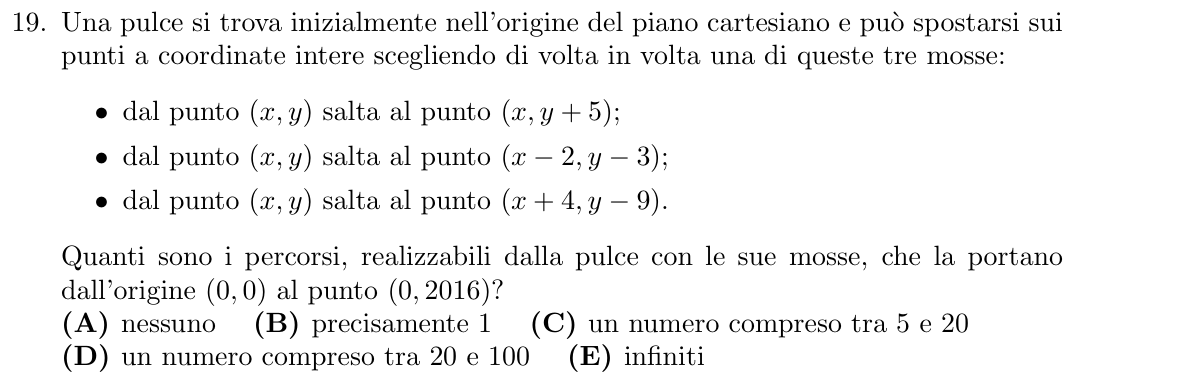 19. Una pulce si trova inizialmente nell'origine del piano cartesiano e può spostarsi sui
punti a coordinate intere scegliendo di volta in volta una di queste tre mosse:
• dal punto (x, y) salta al punto (x, y + 5);
• dal punto (x, y) salta al punto (x − 2, y − 3);
• dal punto (x, y) salta al punto (x + 4, y − 9).
Quanti sono i percorsi, realizzabili dalla pulce con le sue mosse, che la portano
dall'origine (0, 0) al punto (0, 2016)?
(A) nessuno (B) precisamente 1 (C) un numero compreso tra 5 e 20
(D) un numero compreso tra 20 e 100 (E) infiniti